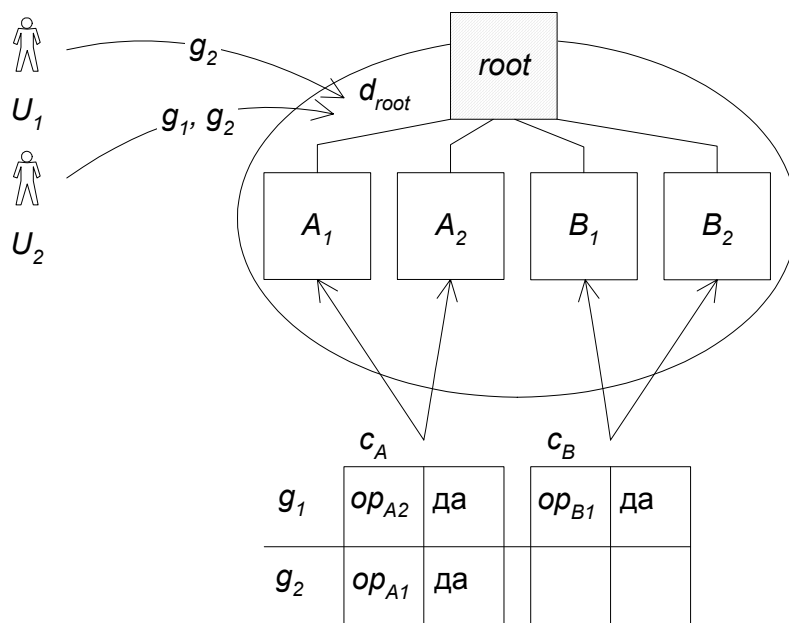 g2
root
droot
U1
g1, g2
U2
A1 A2 B1 B2
cA cB
g1 opA2 да opB1 да
g2 opA1 да